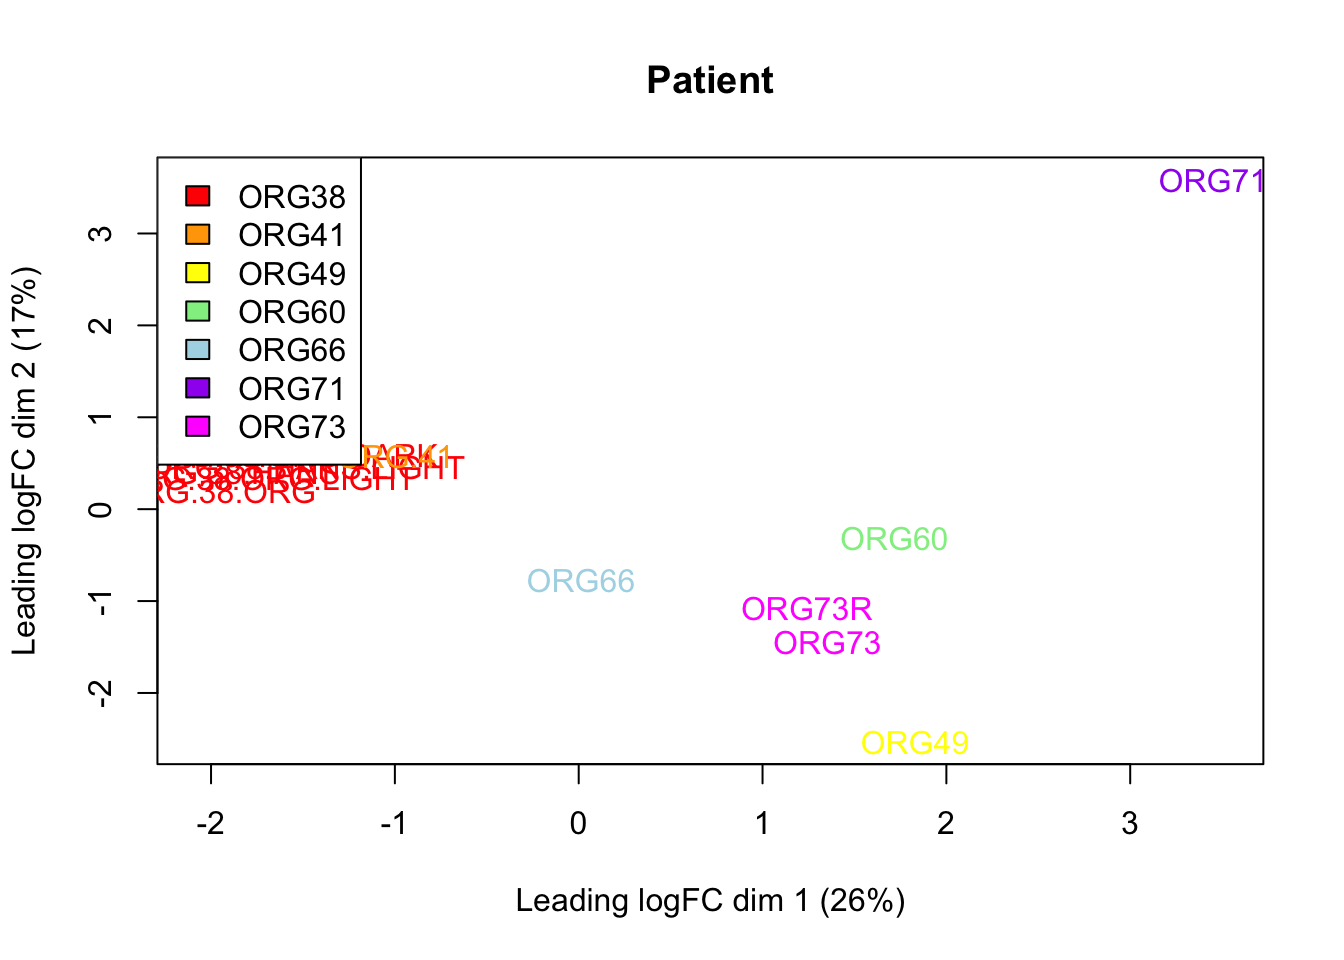 Patient
ORG38
ORG41
ORG49
ORG60
ORG66
ORG71
ORG73
ORG71
ORG60
ORG66
ORG73R
ORG73
ORG49
3
2
1
0
-1
-2
-2
-1
0
1
2
3
Leading logFC dim 2 (17%)
Leading logFC dim 1 (26%)